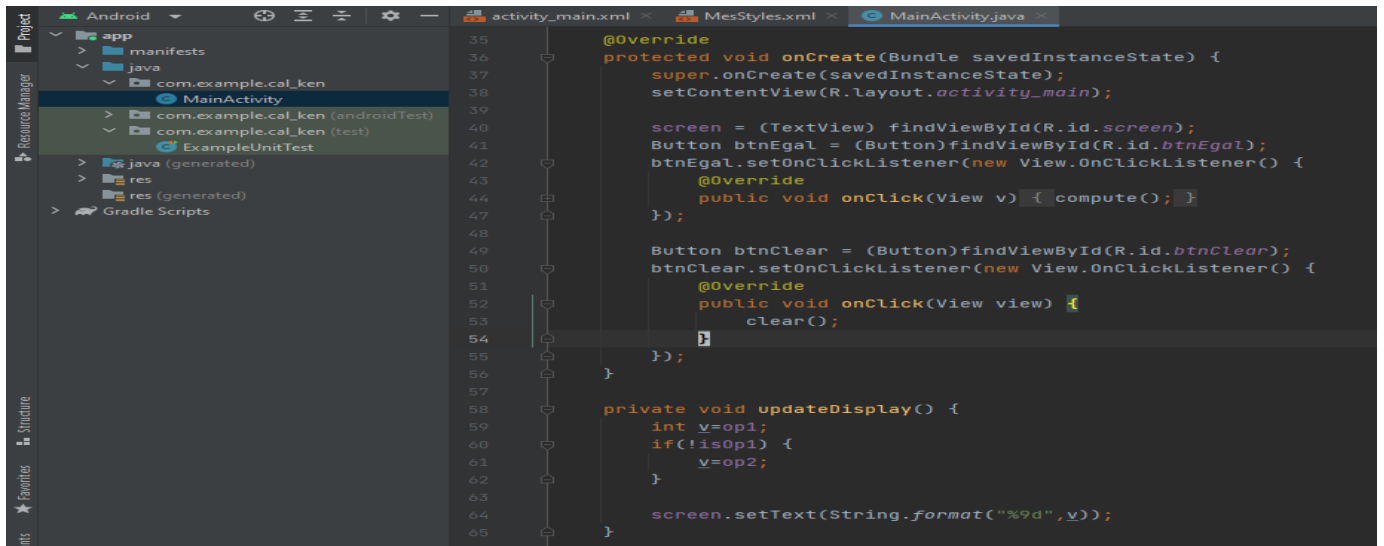 Android
activity_main.xml
MesStyles.xml
MainActivity.java
Project
Resource Manager
Structure
Favorites
nts
app
manifests
java
com.example.cal_ken
MainActivity
com.example.cal_ken (androidTest)
com.example.cal_ken (test)
ExampleUnitTest
java (generated)
res
res (generated)
Gradle Scripts
35 @Override
36 protected void onCreate(Bundle savedInstanceState) {
37 super.onCreate(savedInstanceState);
38 setContentView(R.layout.activity_main);
39
40 screen = (TextView) findViewById(R.id.screen);
41 Button btnEgal = (Button)findViewById(R.id.btnEgal);
42 btnEgal.setOnClickListener(new View.OnClickListener() {
43 @Override
44 public void onClick(View v) { compute(); }
47 });
48
49 Button btnClear = (Button)findViewById(R.id.btnClear);
50 btnClear.setOnClickListener(new View.OnClickListener() {
51 @Override
52 public void onClick(View view) {
53 clear();
54 }
55 });
56 }
57
58 private void updateDisplay() {
59 int v=op1;
60 if(!isOp1) {
61 v=op2;
62 }
63
64 screen.setText(String.format("%9d",v));
65 }